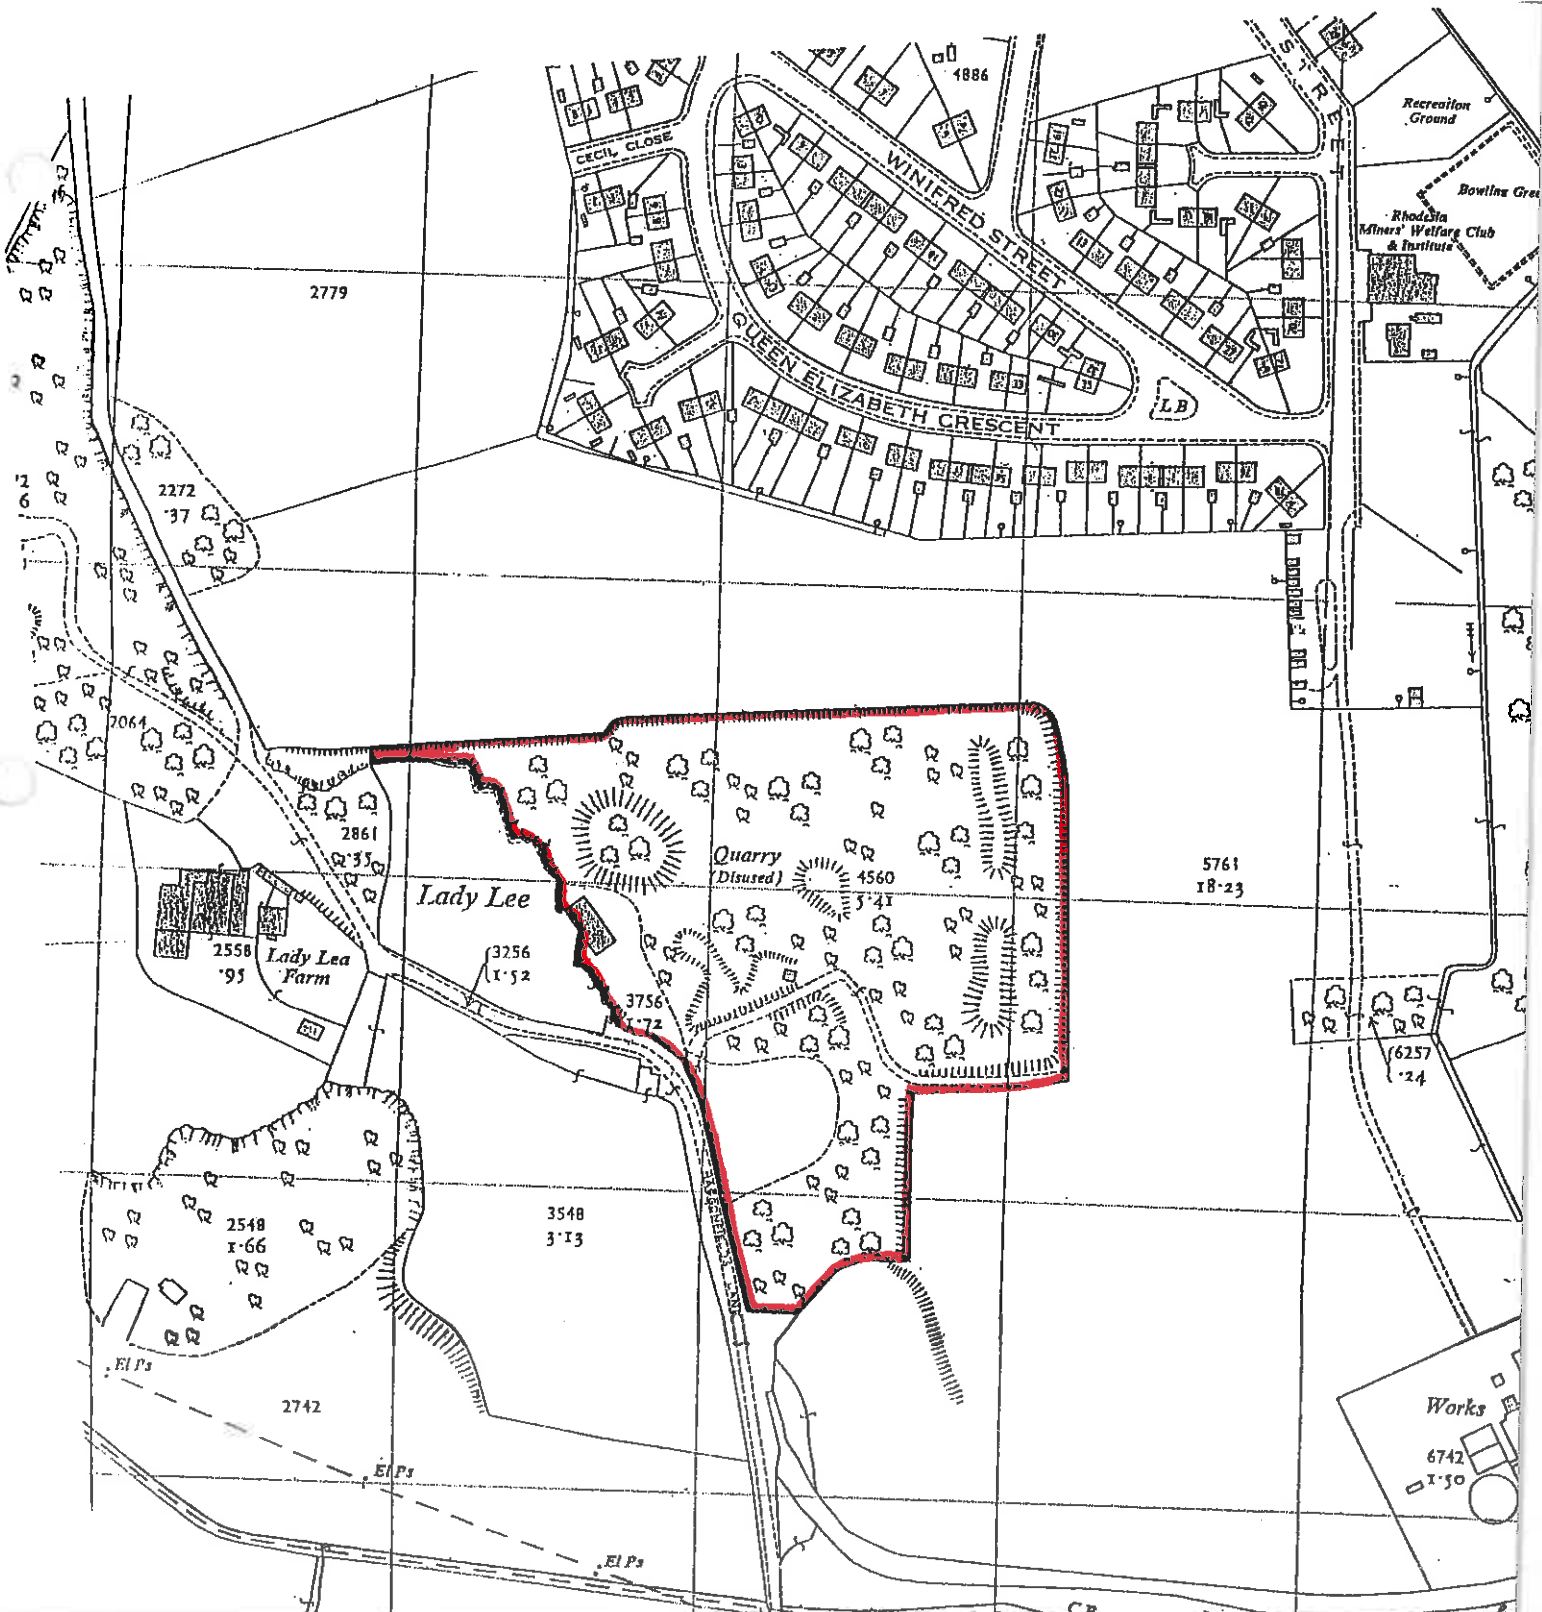 STREET
4886
Recreation
Ground
CECIL CLOSE
WINIFRED STREET
Bowling Gree
Rhodesia
Miners' Welfare Club
& Institute
2779
QUEEN ELIZABETH CRESCENT
LB
2272
·37
2064
2861
·35
Quarry
(Disused)
4560
5·41
5761
18·23
Lady Lee
2558
·95
Lady Lea
Farm
3256
1·52
3756
1·72
6257
·24
2548
1·66
3548
3·13
El Ps
2742
Works
6742
1·50
El Ps
El Ps